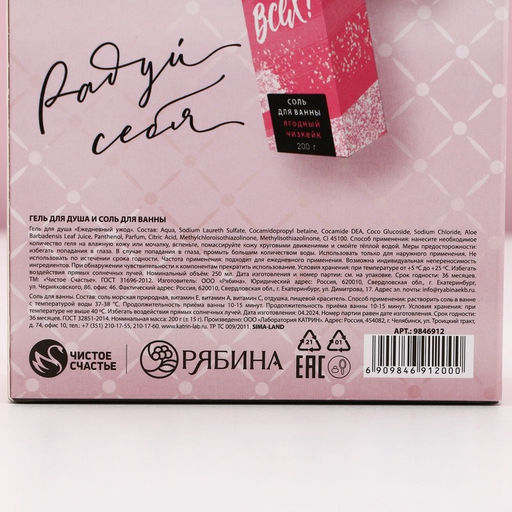 Всех!
Радуй
себя
СОЛЬ
ДЛЯ ВАННЫ
ЯГОДНЫЙ
ЧИЗКЕЙК
200 г
ГЕЛЬ ДЛЯ ДУША И СОЛЬ ДЛЯ ВАННЫ
Гель для душа «Ежедневный уход». Состав: Aqua, Sodium Laureth Sulfate, Cocamidopropyl betaine, Cocamide DEA, Coco Glucoside, Sodium Chloride, Aloe
Barbadensis Leaf Juice, Panthenol, Parfum, Citric Acid, Methylchloroisothiazolinone, Methylisothiazolinone, CI 45100. Способ применения: нанесите необходимое
количество геля на влажную кожу или мочалку, вспеньте, помассируйте кожу круговыми движениями и смойте тёплой водой. Меры предосторожности:
избегать попадания в глаза. В случае попадания в глаза, промыть большим количеством воды. Использовать только для наружного применения. Не
использовать по истечении срока годности. Частота применения: подходит для ежедневного применения. Возможна индивидуальная непереносимость
ингредиентов. При обнаружении чувствительности к компонентам прекратить использование. Условия хранения: при температуре от +5 °С до +25 °С. Избегать
воздействия прямых солнечных лучей. Номинальный объём: 250 мл. Дата изготовления и номер партии: см. на упаковке. Срок годности: 36 месяцев.
ТМ: «Чистое Счастье». ГОСТ 31696-2012. Изготовитель: ООО «Рябина». Юридический адрес: Россия, 620010, Свердловская обл., г. Екатеринбург,
ул. Черняховского, 86, офис 46. Фактический адрес: Россия, 620010, Свердловская обл., г. Екатеринбург, ул. Димитрова, 17. Адрес эл. почты: info@ryabinaekb.ru.
Соль для ванны. Состав: соль морская природная, витамин Е, витамин А, витамин С, отдушка, пищевой краситель. Способ применения: растворить соль в ванне
с температурой воды 37-38 °С. Продолжительность принятия ванны 10-15 минут. Продолжительность принятия ванны 10-15 минут. Условия хранения: при
температуре не выше 40 °С. Избегать воздействия прямых солнечных лучей. Дата изготовления: 04.2024. Номер партии равен дате изготовления. Срок годности:
36 месяцев. ГОСТ 32851-2014. Номинальная масса: 200 г (± 15 г). Изготовитель: ООО «Лаборатория КАТРИН». Адрес: Россия, 454082, г. Челябинск, ул. Троицкий тракт,
д. 74, офис 10, тел.: +7 (351) 210-17-55, 210-17-60. www.katrin-lab.ru. ТР ТС 009/2011. SIMA-LAND
АРТ.: 9846912
ЧИСТОЕ
СЧАСТЬЕ
РЯБИНА
21
01
EAC
6 909846 912000 >